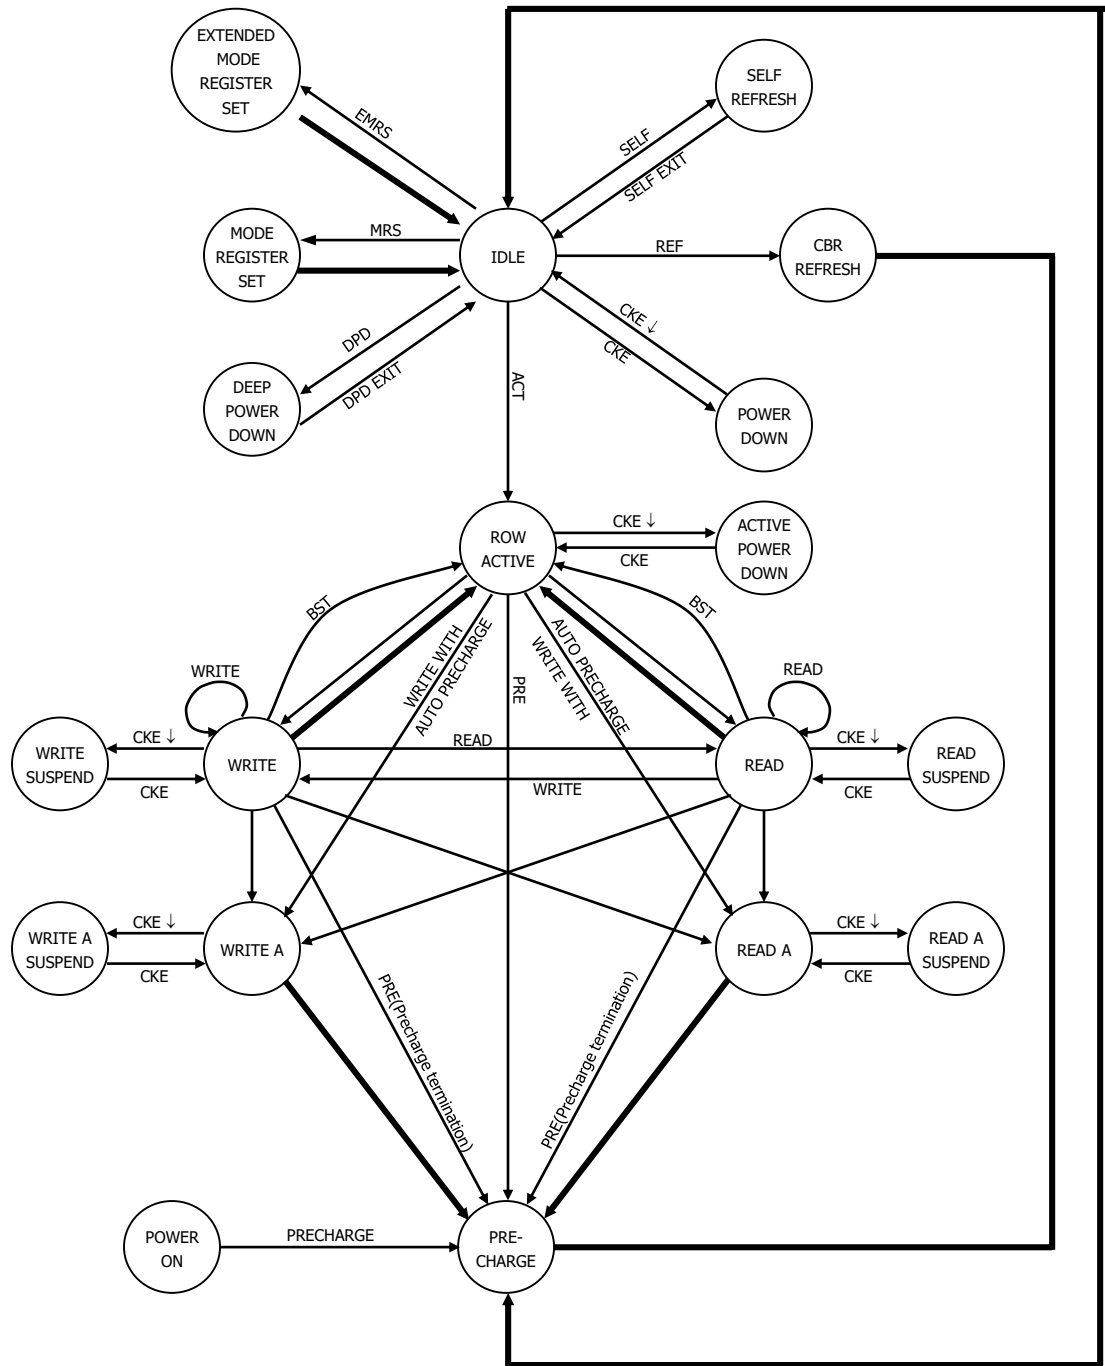 EXTENDED
MODE
REGISTER
SET
EMRS
SELF
REFRESH
SELF
SELF EXIT
MODE
REGISTER
SET
MRS
IDLE
REF
CBR
REFRESH
DPD
DPD EXIT
CKE ↓
CKE
DEEP
POWER
DOWN
ACT
POWER
DOWN
ROW
ACTIVE
CKE ↓
CKE
ACTIVE
POWER
DOWN
BST
BST
WRITE WITH
AUTO PRECHARGE
PRE
AUTO PRECHARGE
WRITE WITH
WRITE
READ
WRITE
SUSPEND
CKE ↓
CKE
WRITE
READ
WRITE
READ
CKE ↓
CKE
READ
SUSPEND
WRITE A
SUSPEND
CKE ↓
CKE
WRITE A
READ A
CKE ↓
CKE
READ A
SUSPEND
PRE(Precharge termination)
PRE(Precharge termination)
POWER
ON
PRECHARGE
PRE-
CHARGE